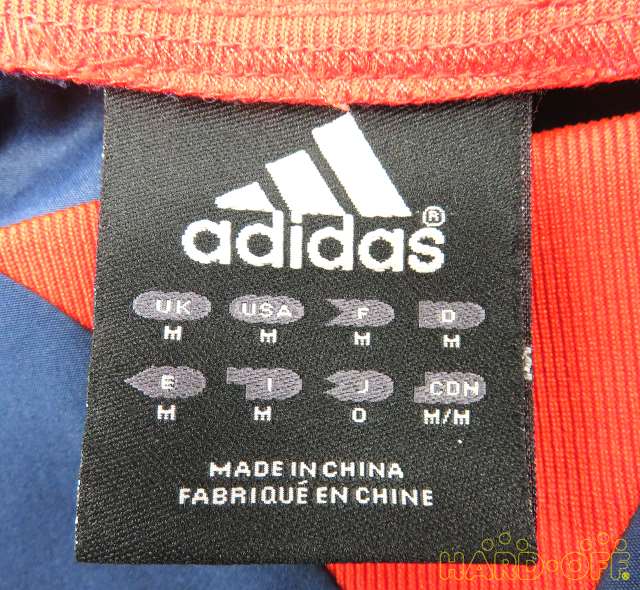 adidas®
UK USA F D
M M M M
E I J CDN
M M O M/M
MADE IN CHINA
FABRIQUÉ EN CHINE
HARD·OFF®